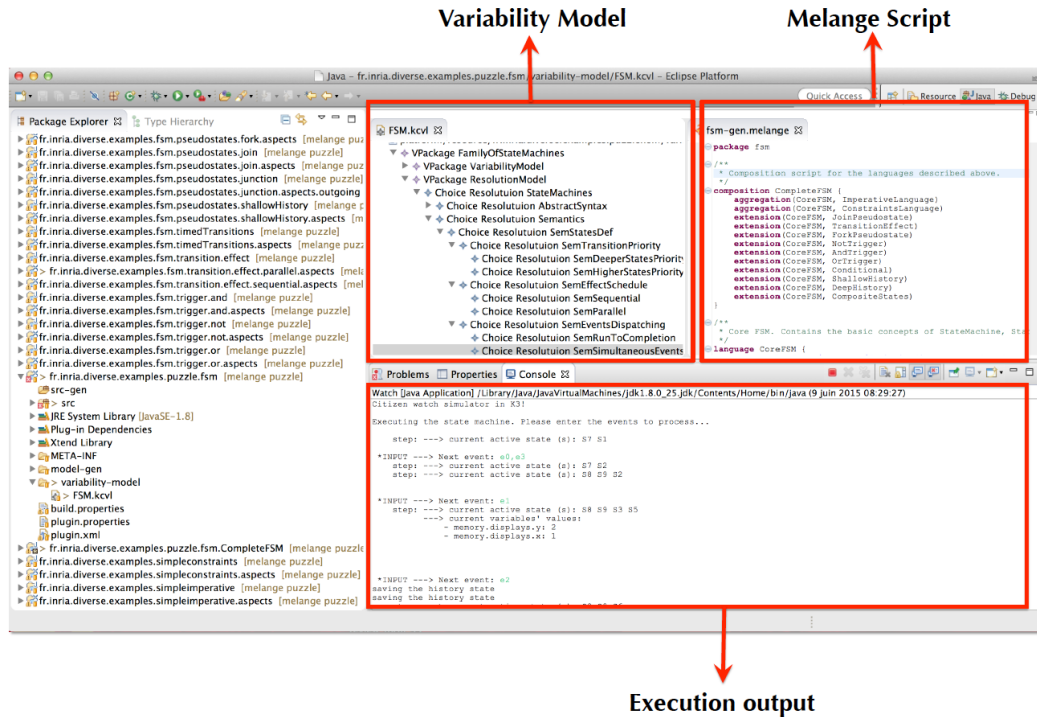 Variability Model
Melange Script
Java – fr.inria.diverse.examples.puzzle.fsm/variability-model/FSM.kcvl – Eclipse Platform
Quick Access
Resource
Java
Debug
Package Explorer
Type Hierarchy
fr.inria.diverse.examples.fsm.pseudostates.fork.aspects [melange puz
fr.inria.diverse.examples.fsm.pseudostates.join [melange puzzle]
fr.inria.diverse.examples.fsm.pseudostates.join.aspects [melange puz
fr.inria.diverse.examples.fsm.pseudostates.junction [melange puzzle]
fr.inria.diverse.examples.fsm.pseudostates.junction.aspects.outgoing
fr.inria.diverse.examples.fsm.pseudostates.shallowHistory [melange p
fr.inria.diverse.examples.fsm.pseudostates.shallowHistory.aspects [m
fr.inria.diverse.examples.fsm.timedTransitions [melange puzzle]
fr.inria.diverse.examples.fsm.timedTransitions.aspects [melange puzz
fr.inria.diverse.examples.fsm.transition.effect [melange puzzle]
> fr.inria.diverse.examples.fsm.transition.effect.parallel.aspects [mela
fr.inria.diverse.examples.fsm.transition.effect.sequential.aspects [mel
fr.inria.diverse.examples.fsm.trigger.and [melange puzzle]
fr.inria.diverse.examples.fsm.trigger.and.aspects [melange puzzle]
fr.inria.diverse.examples.fsm.trigger.not [melange puzzle]
fr.inria.diverse.examples.fsm.trigger.not.aspects [melange puzzle]
fr.inria.diverse.examples.fsm.trigger.or [melange puzzle]
fr.inria.diverse.examples.fsm.trigger.or.aspects [melange puzzle]
> fr.inria.diverse.examples.puzzle.fsm [melange puzzle]
src-gen
> src
JRE System Library [JavaSE-1.8]
Plug-in Dependencies
Xtend Library
META-INF
model-gen
> variability-model
> FSM.kcvl
build.properties
plugin.properties
plugin.xml
> fr.inria.diverse.examples.puzzle.fsm.CompleteFSM [melange puzzle
fr.inria.diverse.examples.simpleconstraints [melange puzzle]
fr.inria.diverse.examples.simpleconstraints.aspects [melange puzzle]
fr.inria.diverse.examples.simpleimperative [melange puzzle]
fr.inria.diverse.examples.simpleimperative.aspects [melange puzzle]
FSM.kcvl
VPackage FamilyOfStateMachines
VPackage VariabilityModel
VPackage ResolutionModel
Choice Resolutuion StateMachines
Choice Resolutuion AbstractSyntax
Choice Resolutuion Semantics
Choice Resolutuion SemStatesDef
Choice Resolutuion SemTransitionPriority
Choice Resolutuion SemDeeperStatesPriorit
Choice Resolutuion SemHigherStatesPriority
Choice Resolutuion SemEffectSchedule
Choice Resolutuion SemSequential
Choice Resolutuion SemParallel
Choice Resolutuion SemEventsDispatching
Choice Resolutuion SemRunToCompletion
Choice Resolutuion SemSimultaneousEvents
fsm-gen.melange
package fsm
/**
* Composition script for the languages described above.
*/
composition CompleteFSM {
aggregation(CoreFSM, ImperativeLanguage)
aggregation(CoreFSM, ConstraintsLanguage)
extension(CoreFSM, JoinPseudostate)
extension(CoreFSM, TransitionEffect)
extension(CoreFSM, ForkPseudostate)
extension(CoreFSM, NotTrigger)
extension(CoreFSM, AndTrigger)
extension(CoreFSM, OrTrigger)
extension(CoreFSM, Conditional)
extension(CoreFSM, ShallowHistory)
extension(CoreFSM, DeepHistory)
extension(CoreFSM, CompositeStates)
}
/**
* Core FSM. Contains the basic concepts of StateMachine, Sta
*/
language CoreFSM {
Problems
Properties
Console
Watch [Java Application] /Library/Java/JavaVirtualMachines/jdk1.8.0_25.jdk/Contents/Home/bin/java (9 juin 2015 08:29:27)
Citizen watch simulator in K3!
Executing the state machine. Please enter the events to process...
step: ---> current active state (s): S7 S1
*INPUT ---> Next event: e0,e3
step: ---> current active state (s): S7 S2
step: ---> current active state (s): S8 S9 S2
*INPUT ---> Next event: e1
step: ---> current active state (s): S8 S9 S3 S5
---> current variables' values:
- memory.displays.y: 2
- memory.displays.x: 1
*INPUT ---> Next event: e2
saving the history state
saving the history state
Execution output